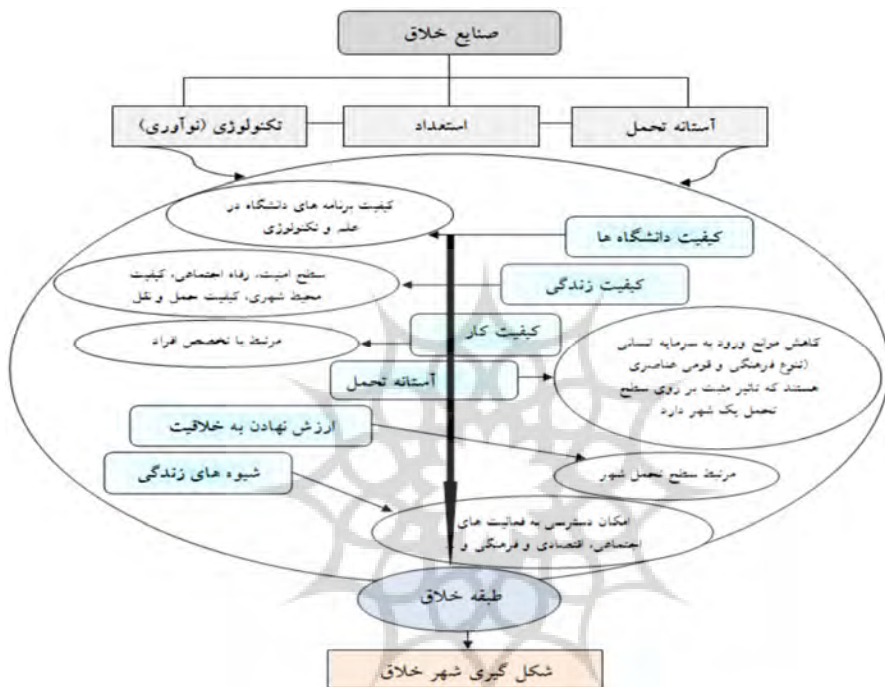 صنایع خلاق
آستانه تحمل
استعداد
تکنولوژی (نوآوری)
کیفیت برنامه های دانشگاه در
علم و تکنولوژی
کیفیت دانشگاه ها
سطح امنیت، رفاه اجتماعی، کیفیت
محیط شهری، کیفیت حمل و نقل
کیفیت زندگی
کیفیت کار
مرتبط با تخصص افراد
کاهش موانع ورود به سرمایه انسانی
(تنوع فرهنگی و قومی عناصری
هستند که تاثیر مثبت بر روی سطح
تحمل یک شهر دارد
آستانه تحمل
ارزش نهادن به خلاقیت
مرتبط سطح تحمل شهر
شیوه های زندگی
امکان دسترسی به فعالیت های
اجتماعی، اقتصادی و فرهنگی و
طبقه خلاق
شکل گیری شهر خلاق